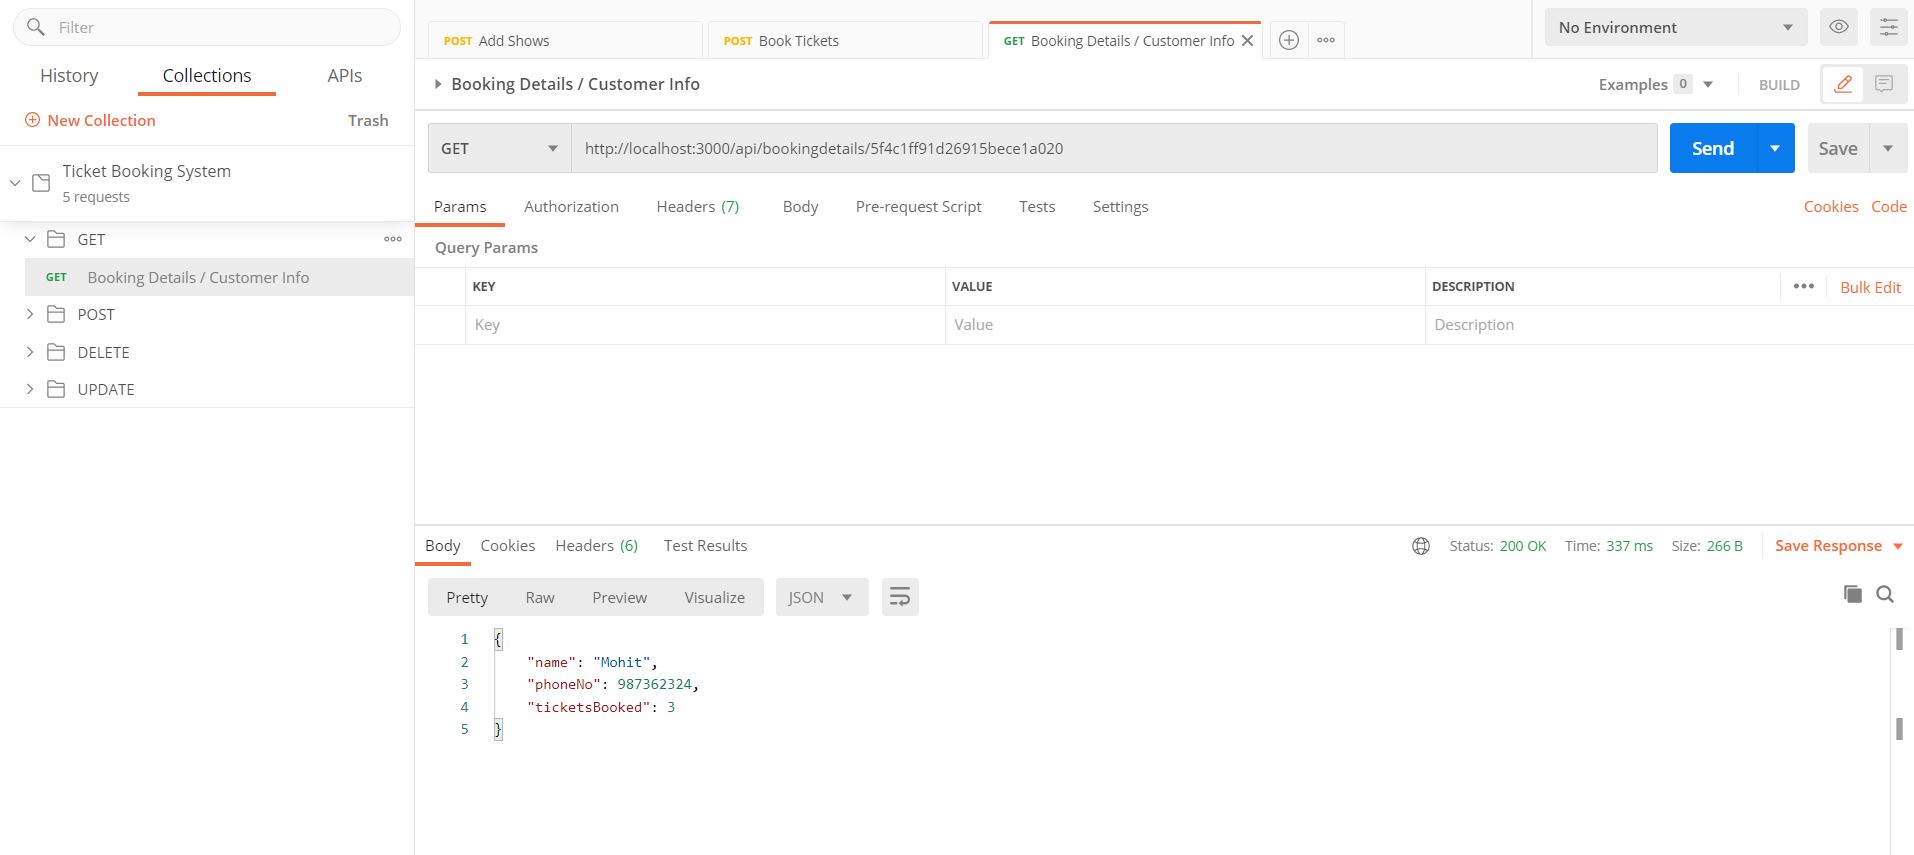 Filter
History Collections APIs
New Collection Trash
Ticket Booking System
5 requests
GET
GET Booking Details / Customer Info
POST
DELETE
UPDATE
POST Add Shows POST Book Tickets GET Booking Details / Customer Info No Environment
Booking Details / Customer Info Examples 0 BUILD
GET http://localhost:3000/api/bookingdetails/5f4c1ff91d26915bece1a020 Send Save
Params Authorization Headers (7) Body Pre-request Script Tests Settings Cookies Code
Query Params
KEY VALUE DESCRIPTION Bulk Edit
Key Value Description
Body Cookies Headers (6) Test Results Status: 200 OK Time: 337 ms Size: 266 B Save Response
Pretty Raw Preview Visualize JSON
1 {
2 "name": "Mohit",
3 "phoneNo": 987362324,
4 "ticketsBooked": 3
5 }